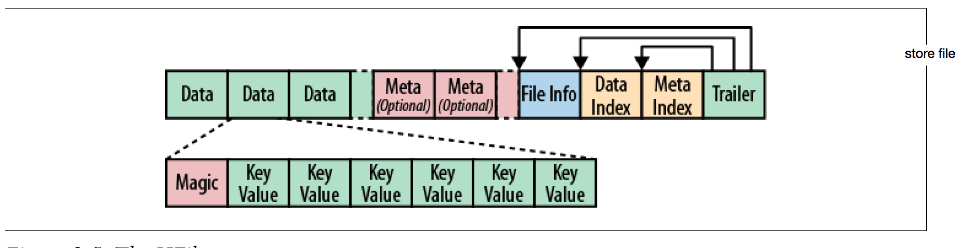 store file
Data
Data
Data
Meta
(Optional)
Meta
(Optional)
File Info
Data
Index
Meta
Index
Trailer
Magic
Key
Value
Key
Value
Key
Value
Key
Value
Key
Value
Key
Value